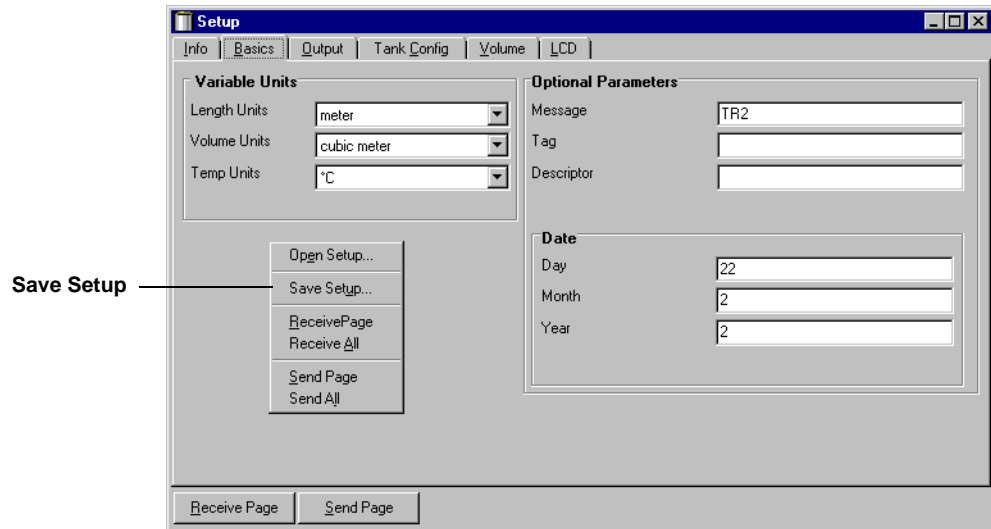 Setup
Info Basics Output Tank Config Volume LCD
Variable Units
Length Units meter
Volume Units cubic meter
Temp Units °C
Optional Parameters
Message TR2
Tag
Descriptor
Date
Day 22
Month 2
Year 2
Save Setup
Open Setup...
Save Setup...
ReceivePage
Receive All
Send Page
Send All
Receive Page Send Page